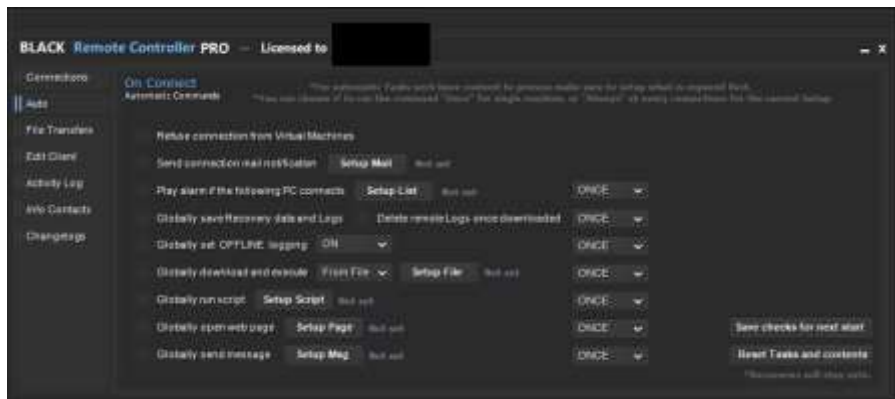 BLACK Remote Controller PRO — Licensed to
Connections
Auto
File Transfers
Edit Client
Activity Log
Info Contacts
Changelogs
On Connect
Automatic Commands
Refuse connection from Virtual Machines
Send connection mail notification Setup Mail Not set
Play alarm if the following PC connects Setup List Not set ONCE
Globally save Recovery data and Logs Delete remote Logs once downloaded ONCE
Globally set OFFLINE logging ON ONCE
Globally download and execute From File Setup File Not set ONCE
Globally run script Setup Script Not set ONCE
Globally open web page Setup Page Not set ONCE
Globally send message Setup Msg Not set ONCE
Save checks for next start
Reset Tasks and contents